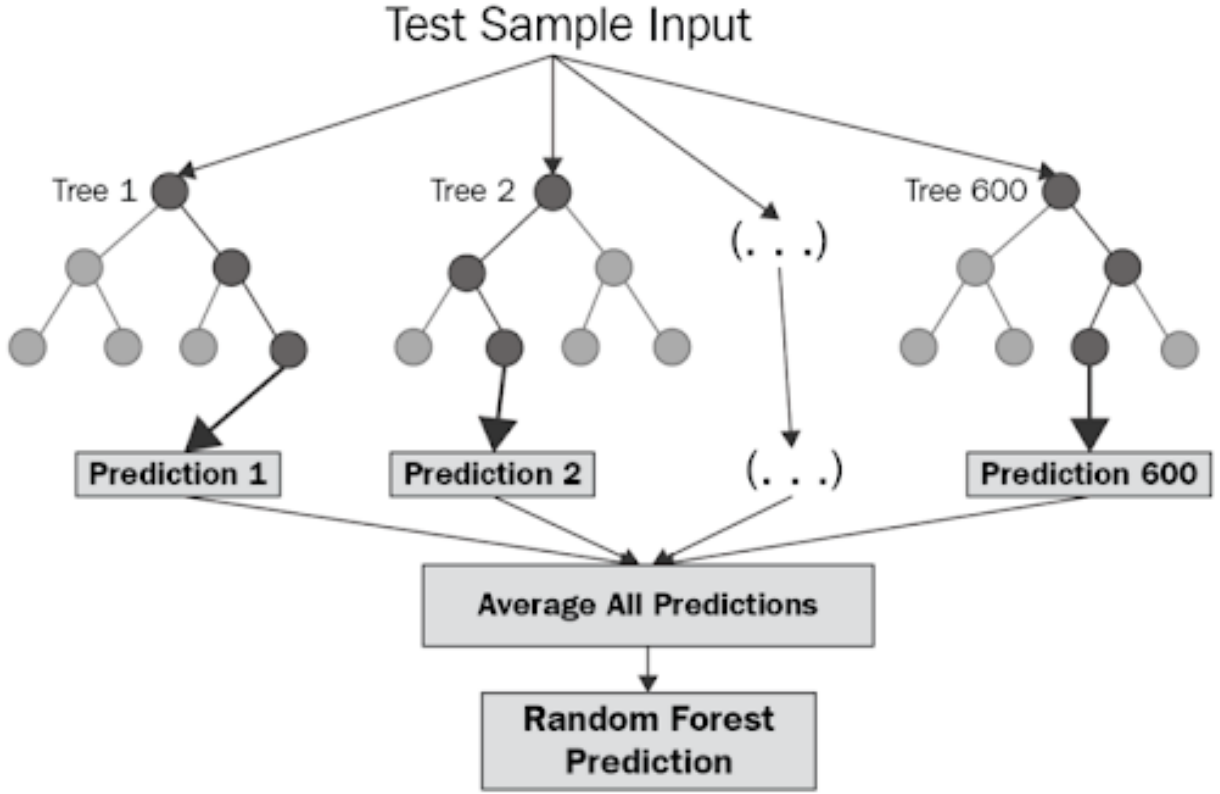 Test Sample Input
Tree 1
Tree 2
(. . .)
Tree 600
Prediction 1
Prediction 2
(. . .)
Prediction 600
Average All Predictions
Random Forest
Prediction